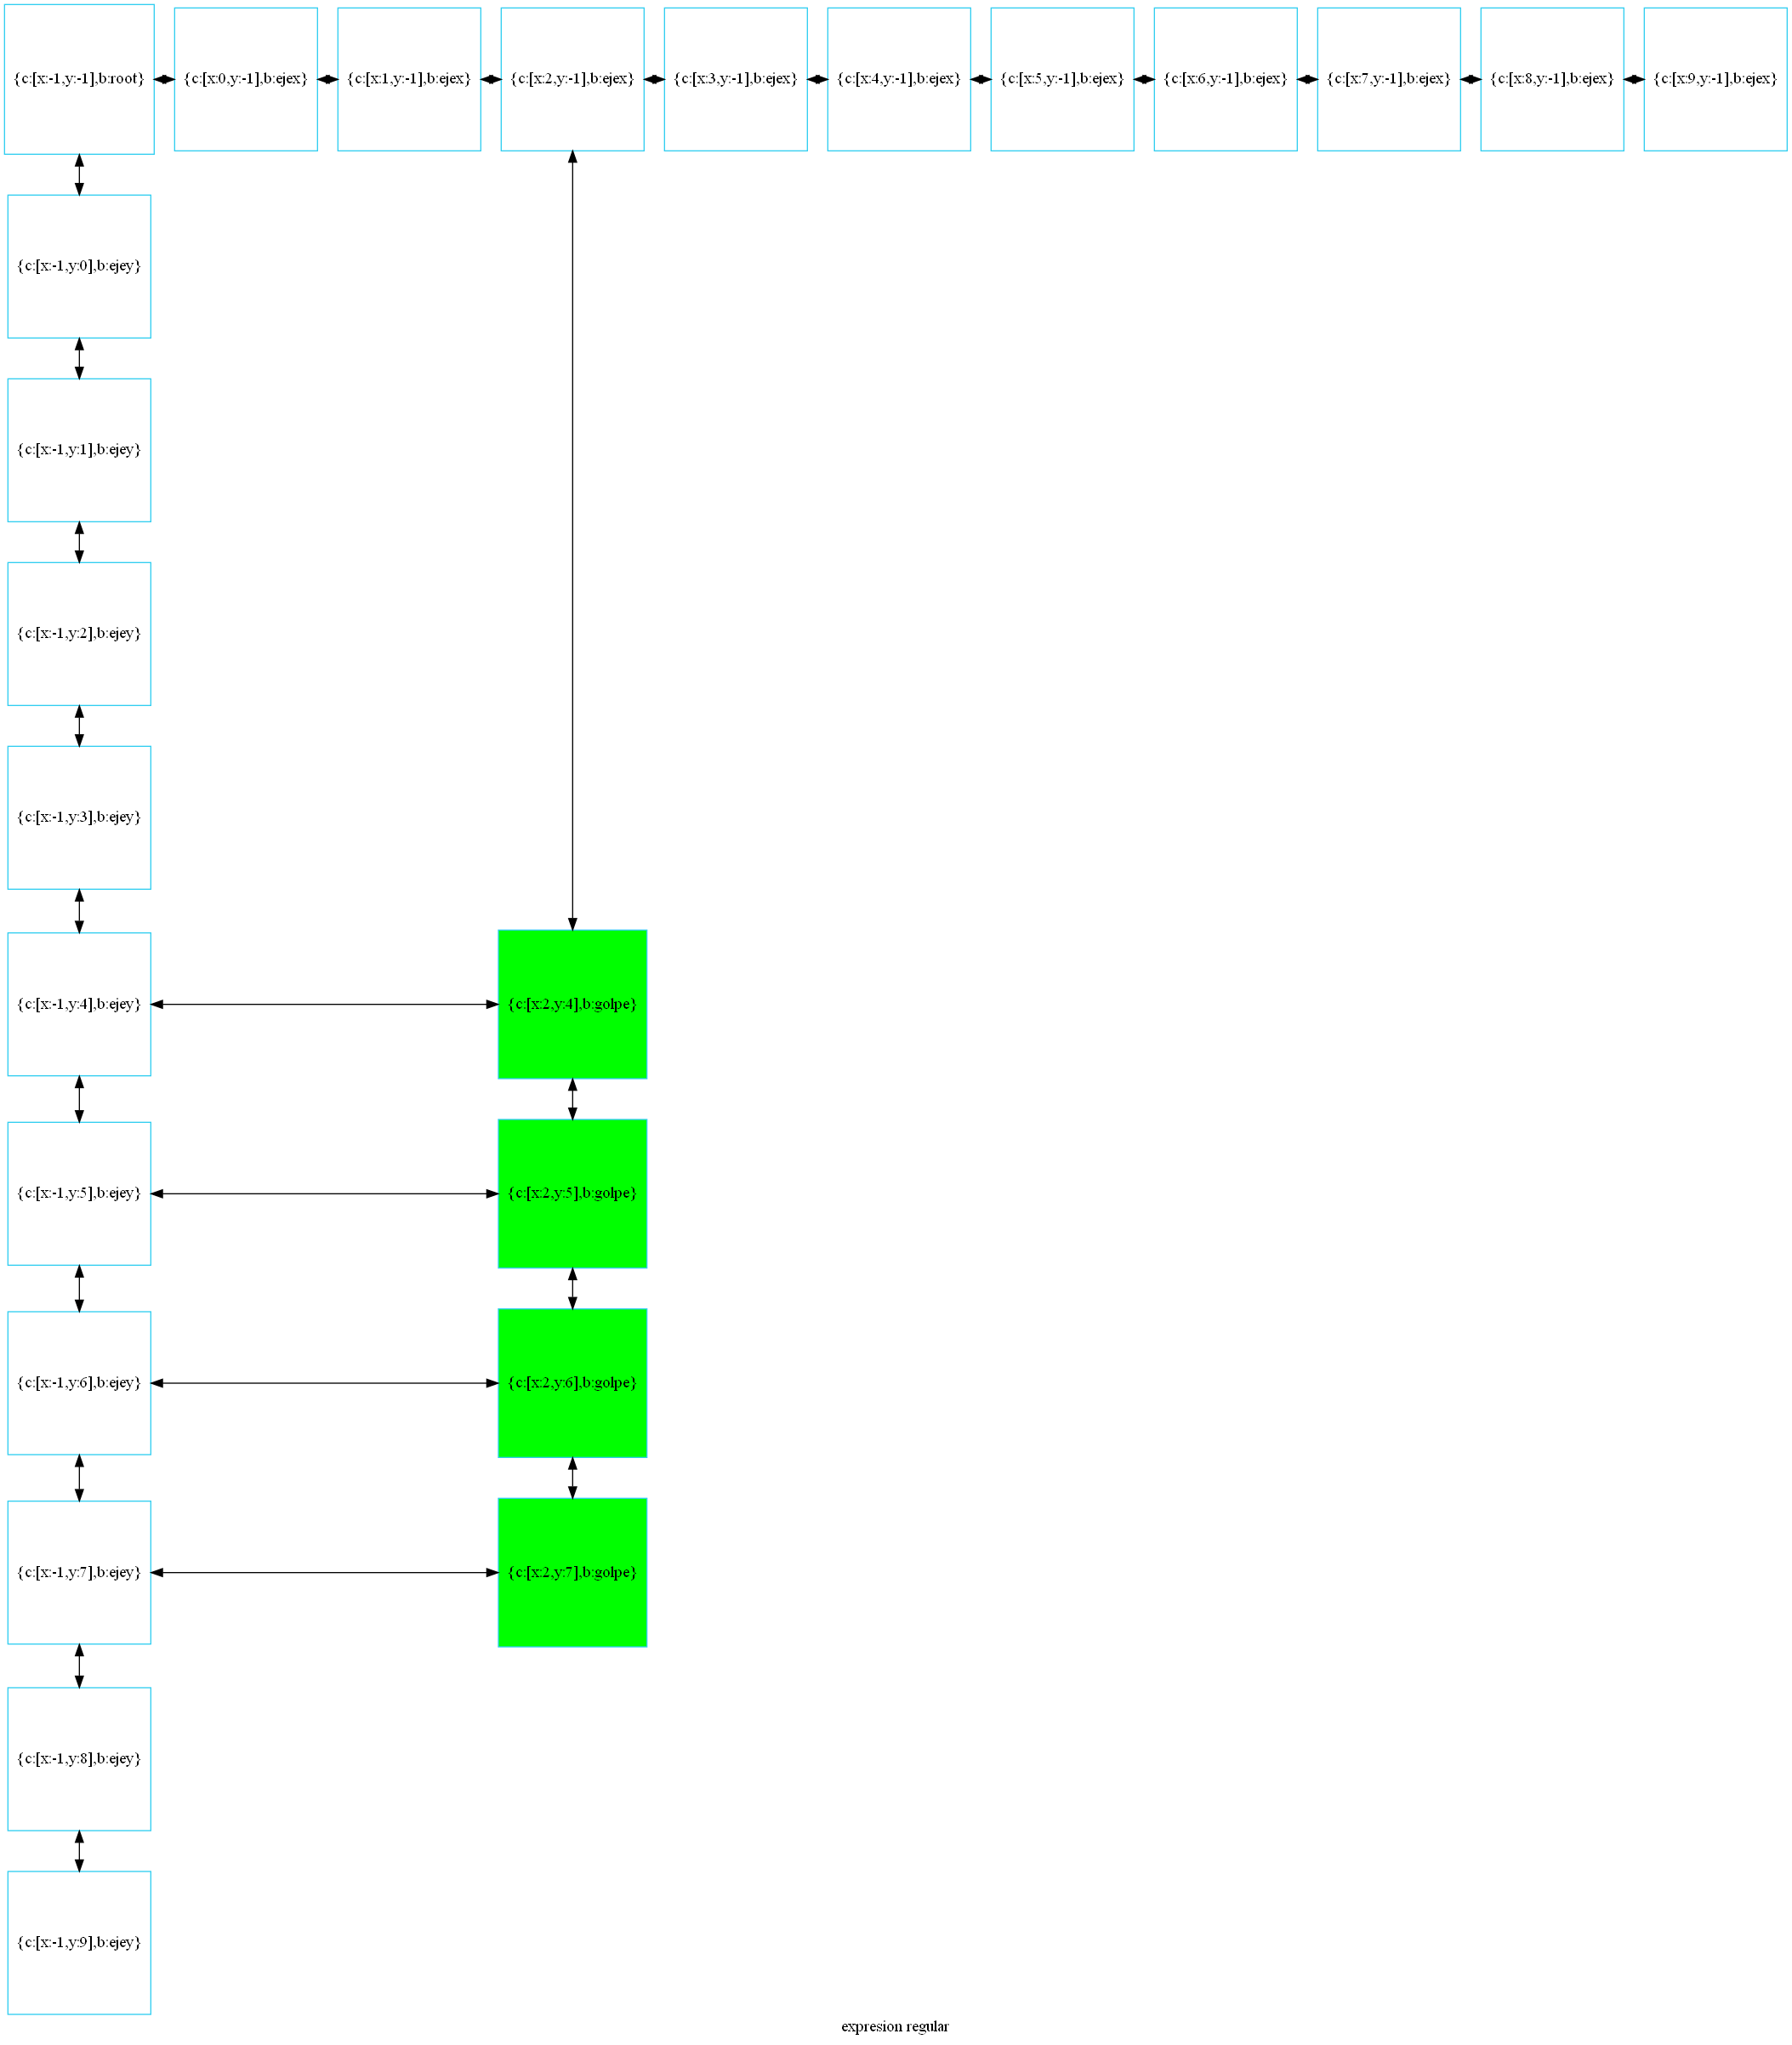 {c:[x:-1,y:-1],b:root} {c:[x:0,y:-1],b:ejex} {c:[x:1,y:-1],b:ejex} {c:[x:2,y:-1],b:ejex} {c:[x:3,y:-1],b:ejex} {c:[x:4,y:-1],b:ejex} {c:[x:5,y:-1],b:ejex} {c:[x:6,y:-1],b:ejex} {c:[x:7,y:-1],b:ejex} {c:[x:8,y:-1],b:ejex} {c:[x:9,y:-1],b:ejex}
{c:[x:-1,y:0],b:ejey}
{c:[x:-1,y:1],b:ejey}
{c:[x:-1,y:2],b:ejey}
{c:[x:-1,y:3],b:ejey}
{c:[x:-1,y:4],b:ejey} {c:[x:2,y:4],b:golpe}
{c:[x:-1,y:5],b:ejey} {c:[x:2,y:5],b:golpe}
{c:[x:-1,y:6],b:ejey} {c:[x:2,y:6],b:golpe}
{c:[x:-1,y:7],b:ejey} {c:[x:2,y:7],b:golpe}
{c:[x:-1,y:8],b:ejey}
{c:[x:-1,y:9],b:ejey}
expresion regular